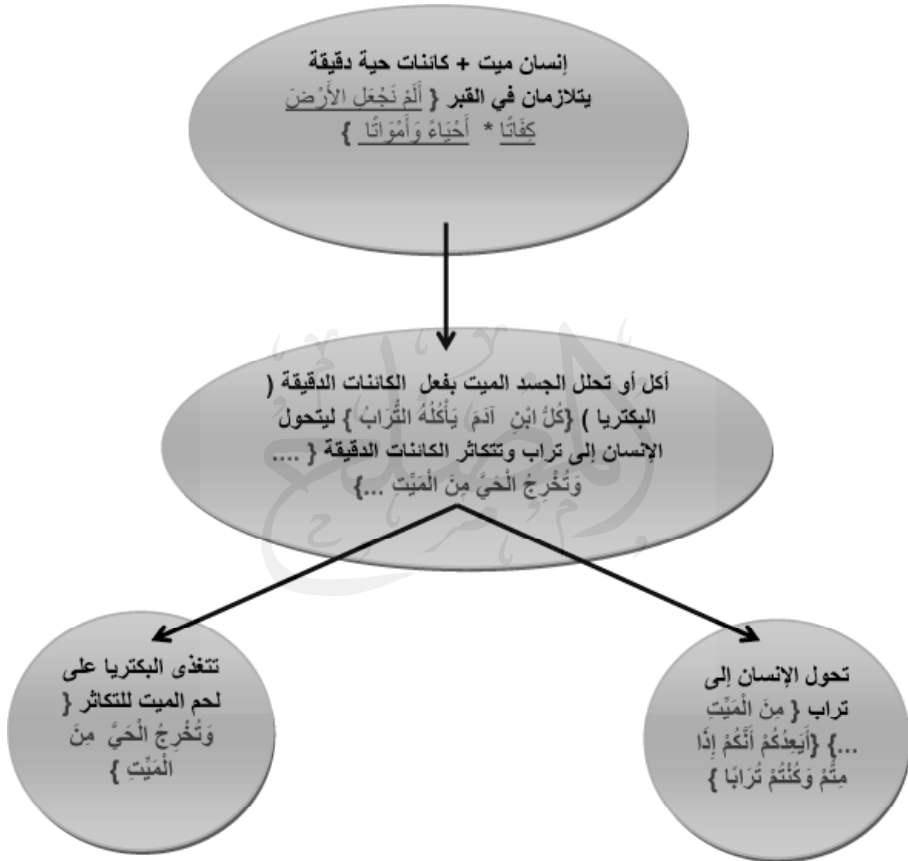 إنسان ميت + كائنات حية دقيقة
يتلازمان في القبر { أَلَمْ نَجْعَلِ الأَرْضَ
كِفَاتًا * أَحْيَاءً وَأَمْوَاتًا }
أكل أو تحلل الجسد الميت بفعل الكائنات الدقيقة (
البكتريا ) {كُلُّ ابْنِ آدَمَ يَأْكُلُهُ التُّرَابُ } ليتحول
الإنسان إلى تراب وتتكاثر الكائنات الدقيقة { ....
وَتُخْرِجُ الْحَيَّ مِنَ الْمَيِّتِ ...}
تحول الإنسان إلى
تراب { مِنَ الْمَيِّتِ
...} {أَيَعِدُكُمْ أَنَّكُمْ إِذَا
مِتُّمْ وَكُنْتُمْ تُرَابًا }
تتغذى البكتريا على
لحم الميت للتكاثر {
وَتُخْرِجُ الْحَيَّ مِنَ
الْمَيِّتِ }